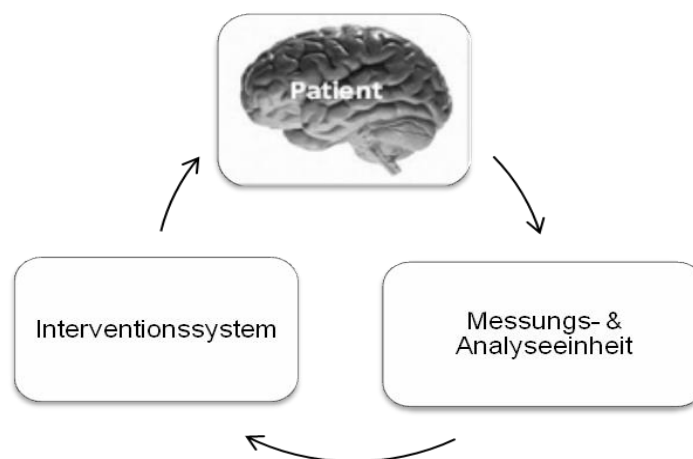 Patient
Interventionssystem
Messungs- &
Analyseeinheit